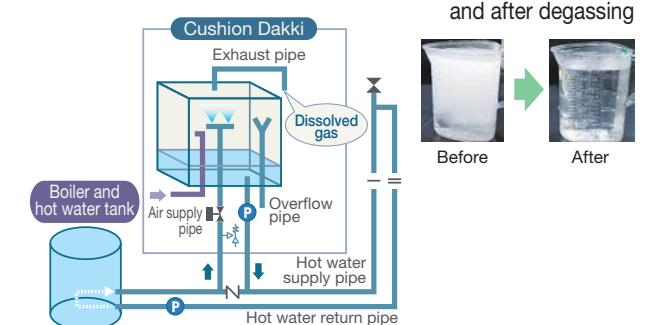 and after degassing
Cushion Dakki
Exhaust pipe
Dissolved
gas
Before
After
Boiler and
hot water tank
Air supply
pipe
P
Overflow
pipe
Hot water
supply pipe
P
Hot water return pipe